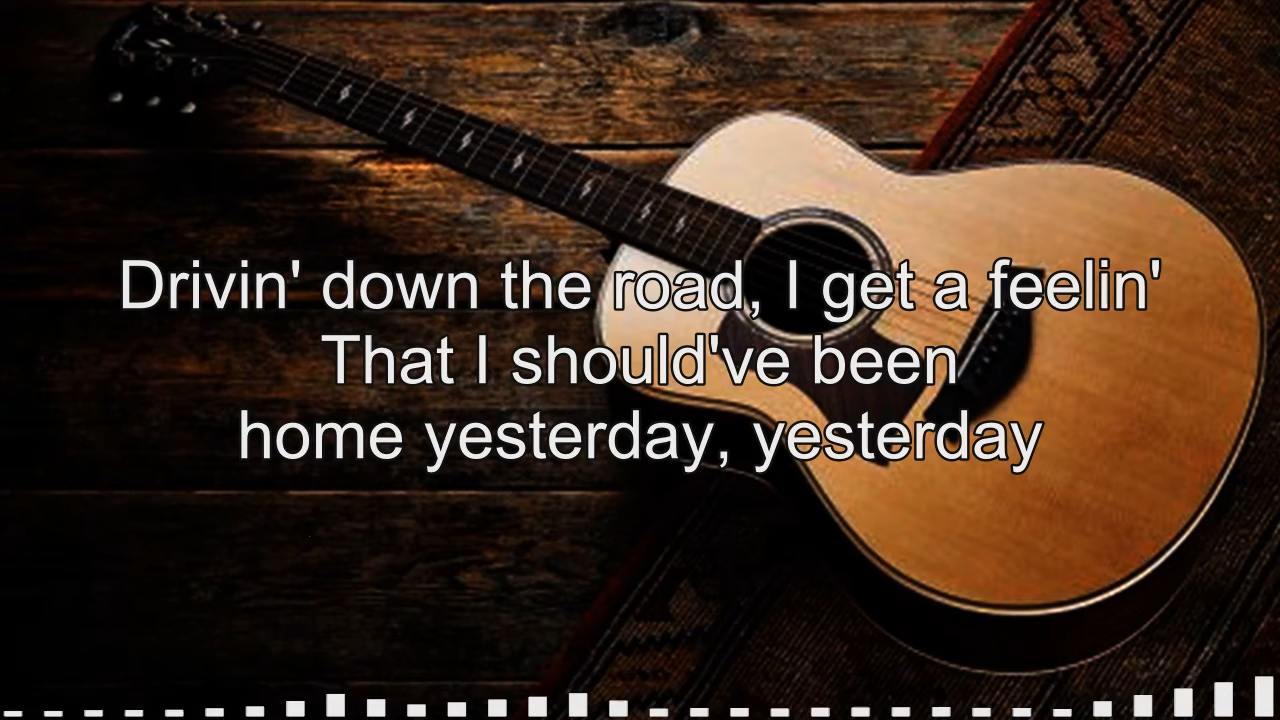 Drivin' down the road, I get a feelin'
That I should've been
home yesterday, yesterday